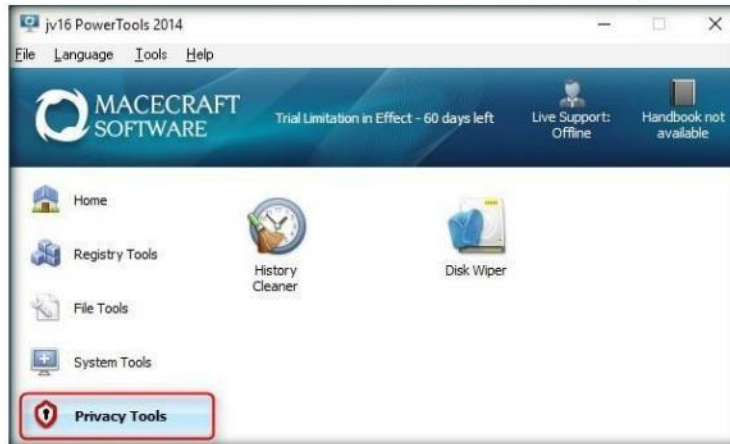 jv16 PowerTools 2014
File Language Tools Help
MACECRAFT
SOFTWARE
Trial Limitation in Effect - 60 days left
Live Support:
Offline
Handbook not
available
Home
Registry Tools
File Tools
System Tools
Privacy Tools
History
Cleaner
Disk Wiper